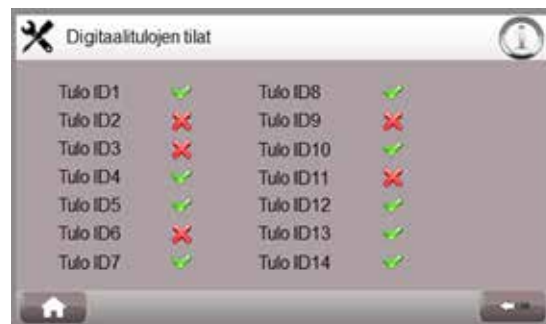 Digitaalitulojen tilat
Tulo ID1
Tulo ID2
Tulo ID3
Tulo ID4
Tulo ID5
Tulo ID6
Tulo ID7
Tulo ID8
Tulo ID9
Tulo ID10
Tulo ID11
Tulo ID12
Tulo ID13
Tulo ID14